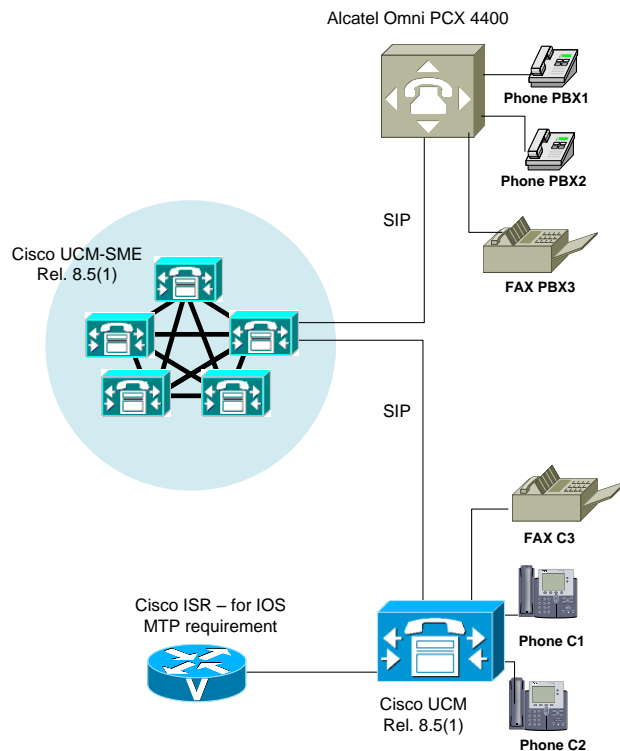 Alcatel Omni PCX 4400
Phone PBX1
Phone PBX2
SIP
FAX PBX3
Cisco UCM-SME
Rel. 8.5(1)
SIP
FAX C3
Cisco ISR – for IOS
MTP requirement
Phone C1
V
Cisco UCM
Rel. 8.5(1)
Phone C2